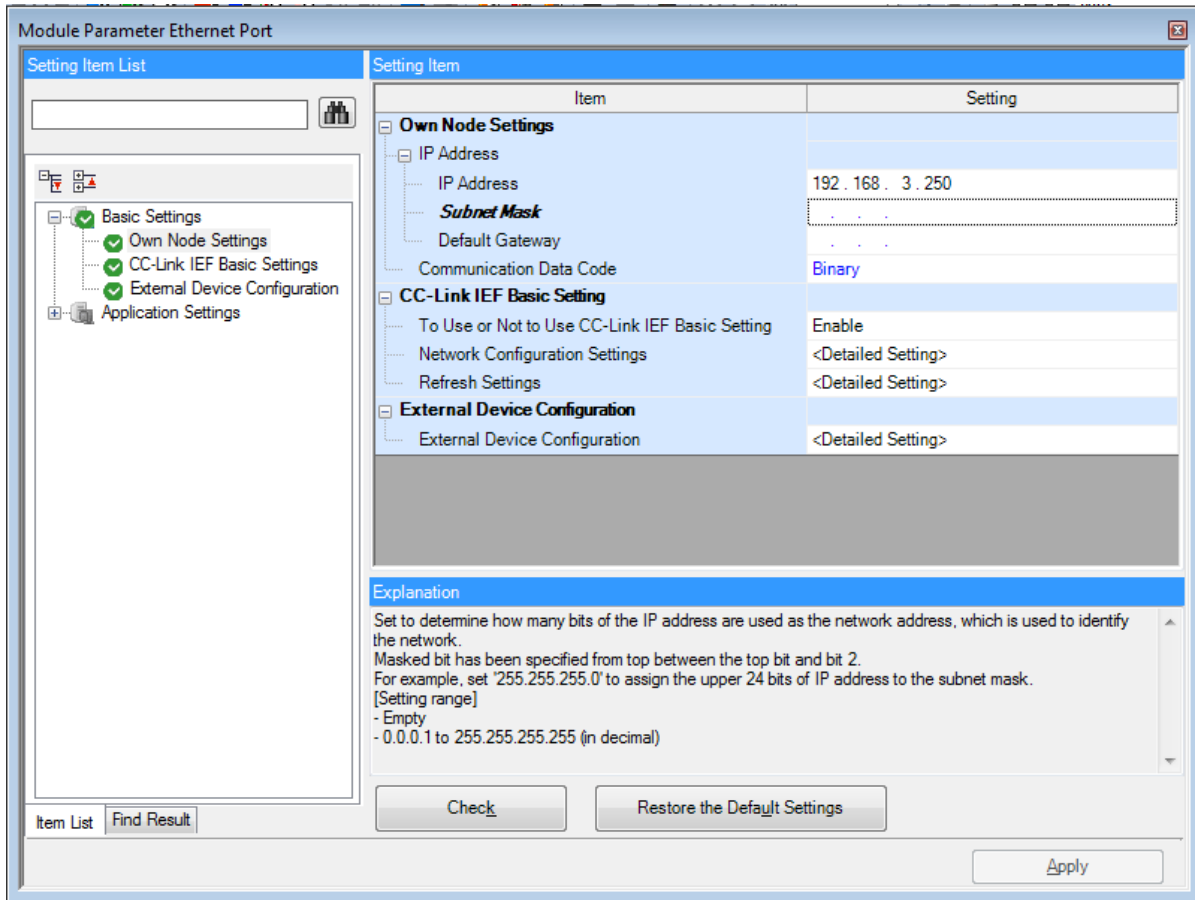 Module Parameter Ethernet Port
Setting Item List
Basic Settings
Own Node Settings
CC-Link IEF Basic Settings
External Device Configuration
Application Settings
Item List Find Result
Setting Item
Item Setting
Own Node Settings
IP Address
IP Address 192 . 168 . 3 . 250
Subnet Mask . . .
Default Gateway . . .
Communication Data Code Binary
CC-Link IEF Basic Setting
To Use or Not to Use CC-Link IEF Basic Setting Enable
Network Configuration Settings <Detailed Setting>
Refresh Settings <Detailed Setting>
External Device Configuration
External Device Configuration <Detailed Setting>
Explanation
Set to determine how many bits of the IP address are used as the network address, which is used to identify
the network.
Masked bit has been specified from top between the top bit and bit 2.
For example, set '255.255.255.0' to assign the upper 24 bits of IP address to the subnet mask.
[Setting range]
- Empty
- 0.0.0.1 to 255.255.255.255 (in decimal)
Check Restore the Default Settings
Apply